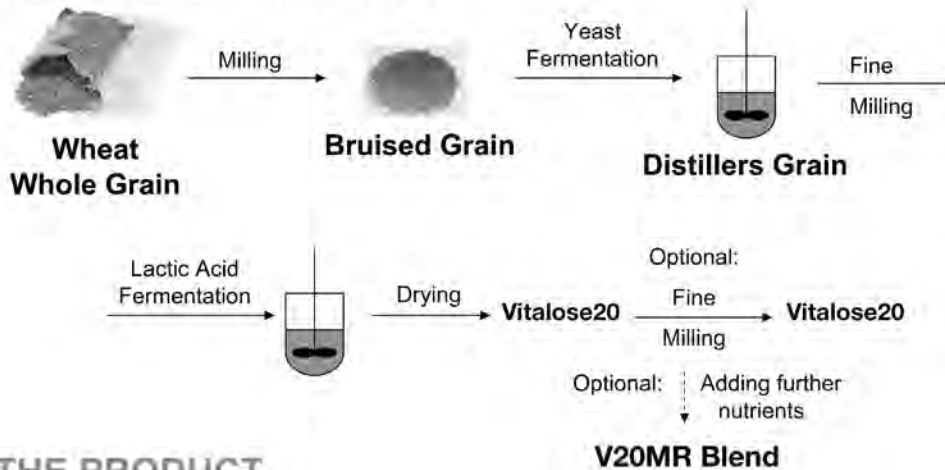 Milling
Yeast
Fermentation
Fine
Milling
Wheat
Whole Grain
Bruised Grain
Distillers Grain
Lactic Acid
Fermentation
Drying
Vitalose20
Optional:
Fine
Milling
Vitalose20
Optional:
Adding further
nutrients
V20MR Blend
THE PRODUCT